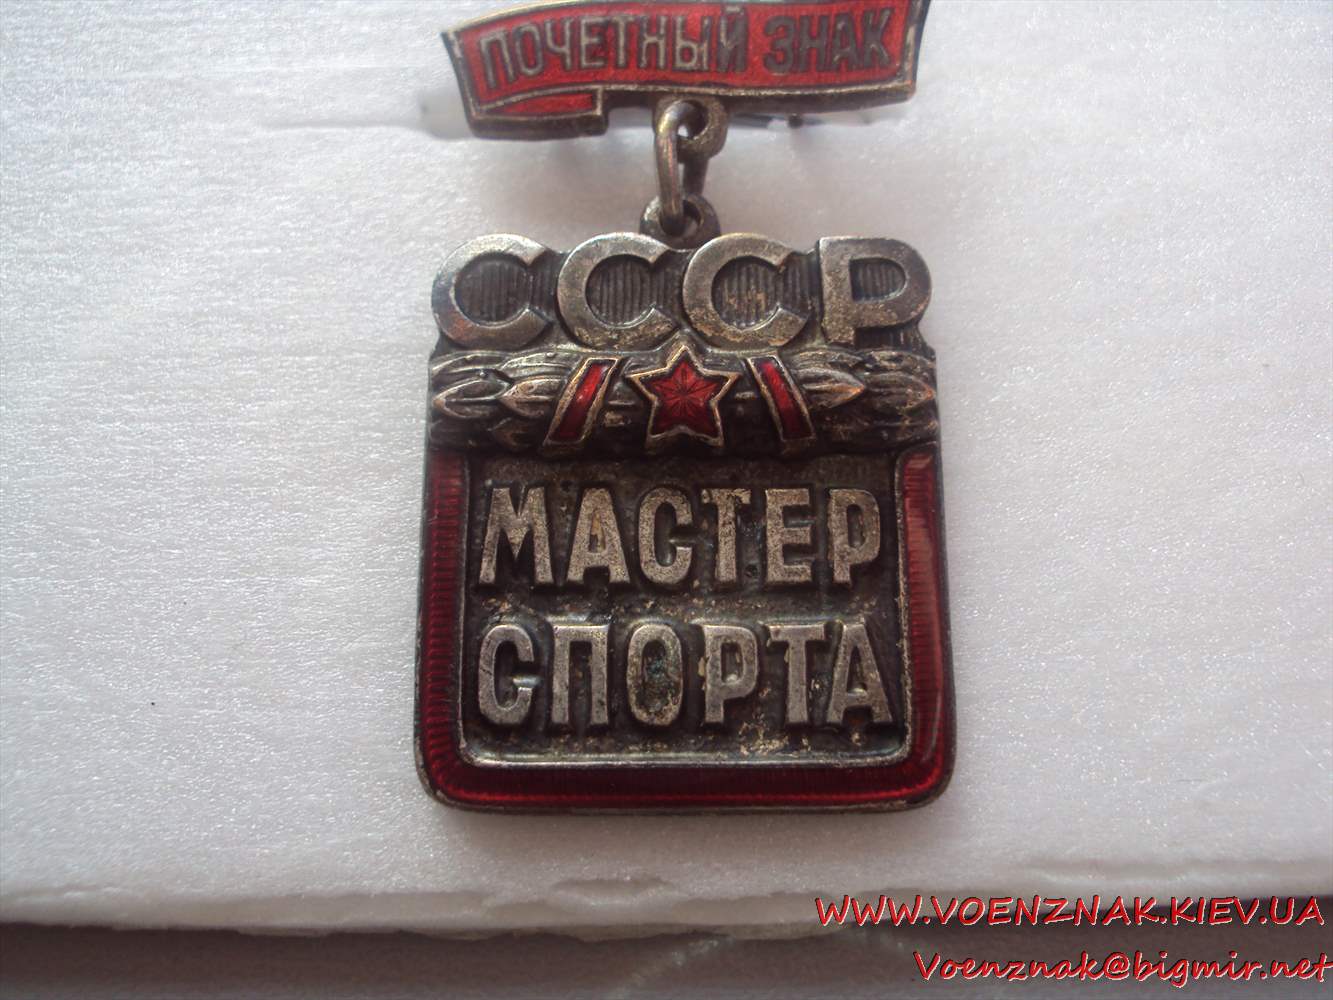 ПОЧЕТНЫЙ ЗНАК
СССР
МАСТЕР
СПОРТА
WWW.VOENZNAK.KIEV.UA
Voenznak@bigmir.net